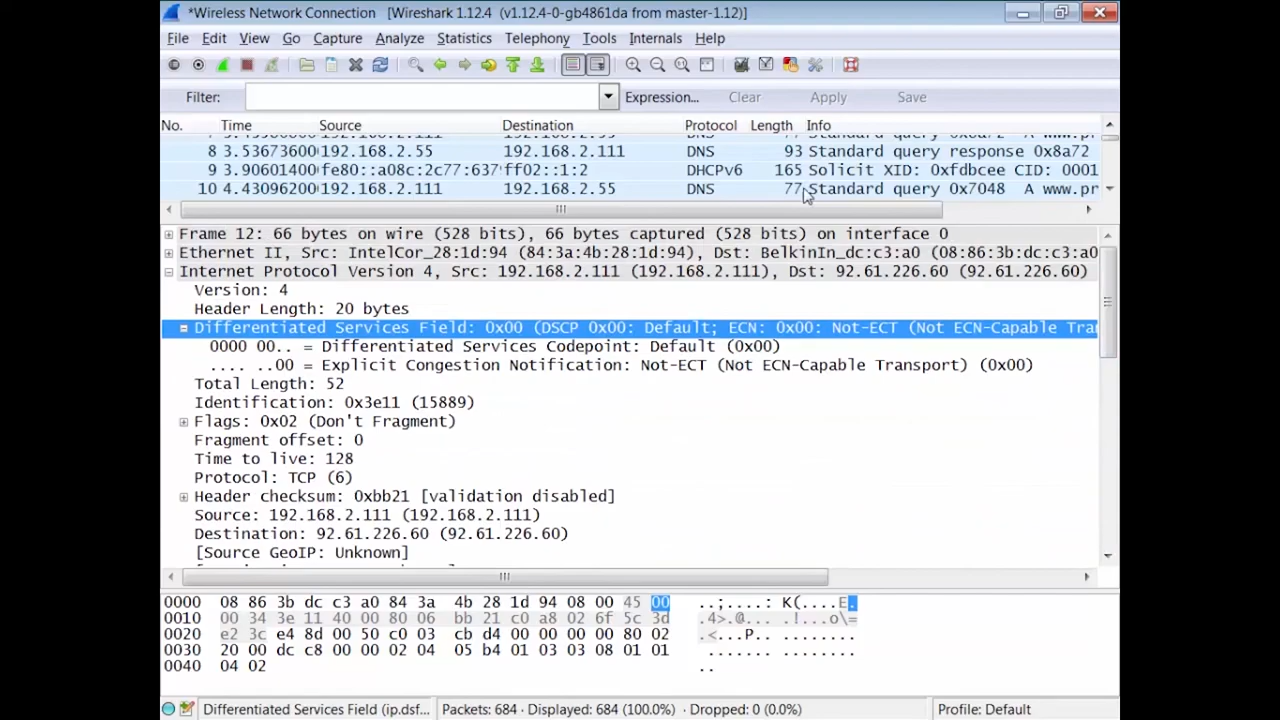 *Wireless Network Connection [Wireshark 1.12.4 (v1.12.4-0-gb4861da from master-1.12)]
File Edit View Go Capture Analyze Statistics Telephony Tools Internals Help
Filter: Expression... Clear Apply Save
No. Time Source Destination Protocol Length Info
8 3.53673600 192.168.2.55 192.168.2.111 DNS 93 Standard query response 0x8a72
9 3.90601400 fe80::a08c:2c77:637 ff02::1:2 DHCPv6 165 Solicit XID: 0xfdbcee CID: 0001
10 4.43096200 192.168.2.111 192.168.2.55 DNS 77 Standard query 0x7048 A www.pr
Frame 12: 66 bytes on wire (528 bits), 66 bytes captured (528 bits) on interface 0
Ethernet II, Src: IntelCor_28:1d:94 (84:3a:4b:28:1d:94), Dst: BelkinIn_dc:c3:a0 (08:86:3b:dc:c3:a0
Internet Protocol Version 4, Src: 192.168.2.111 (192.168.2.111), Dst: 92.61.226.60 (92.61.226.60)
Version: 4
Header Length: 20 bytes
Differentiated Services Field: 0x00 (DSCP 0x00: Default; ECN: 0x00: Not-ECT (Not ECN-Capable Tra
0000 00.. = Differentiated Services Codepoint: Default (0x00)
.... ..00 = Explicit Congestion Notification: Not-ECT (Not ECN-Capable Transport) (0x00)
Total Length: 52
Identification: 0x3e11 (15889)
Flags: 0x02 (Don't Fragment)
Fragment offset: 0
Time to live: 128
Protocol: TCP (6)
Header checksum: 0xbb21 [validation disabled]
Source: 192.168.2.111 (192.168.2.111)
Destination: 92.61.226.60 (92.61.226.60)
[Source GeoIP: Unknown]
0000 08 86 3b dc c3 a0 84 3a 4b 28 1d 94 08 00 45 00 ..;....: K(....E.
0010 00 34 3e 11 40 00 80 06 bb 21 c0 a8 02 6f 5c 3d .4>.@... .!...o\=
0020 e2 3c e4 8d 00 50 c0 03 cb d4 00 00 00 00 80 02 .<...P.. ........
0030 20 00 dc c8 00 00 02 04 05 b4 01 03 03 08 01 01 ....... ........
0040 04 02 ..
Differentiated Services Field (ip.dsf... Packets: 684 · Displayed: 684 (100.0%) · Dropped: 0 (0.0%) Profile: Default